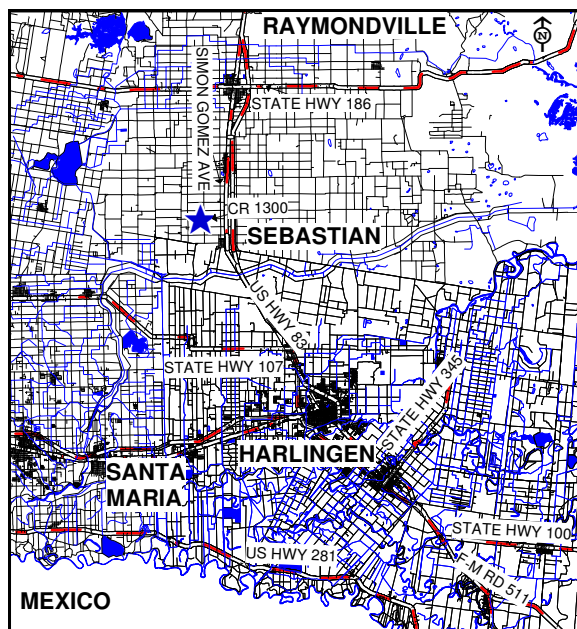 RAYMONDVILLE
N
SIMON GOMEZ AVE
STATE HWY 186
CR 1300
SEBASTIAN
US HWY 83
STATE HWY 107
STATE HWY 345
HARLINGEN
SANTA
MARIA
STATE HWY 100
US HWY 281
F-M RD 511
MEXICO